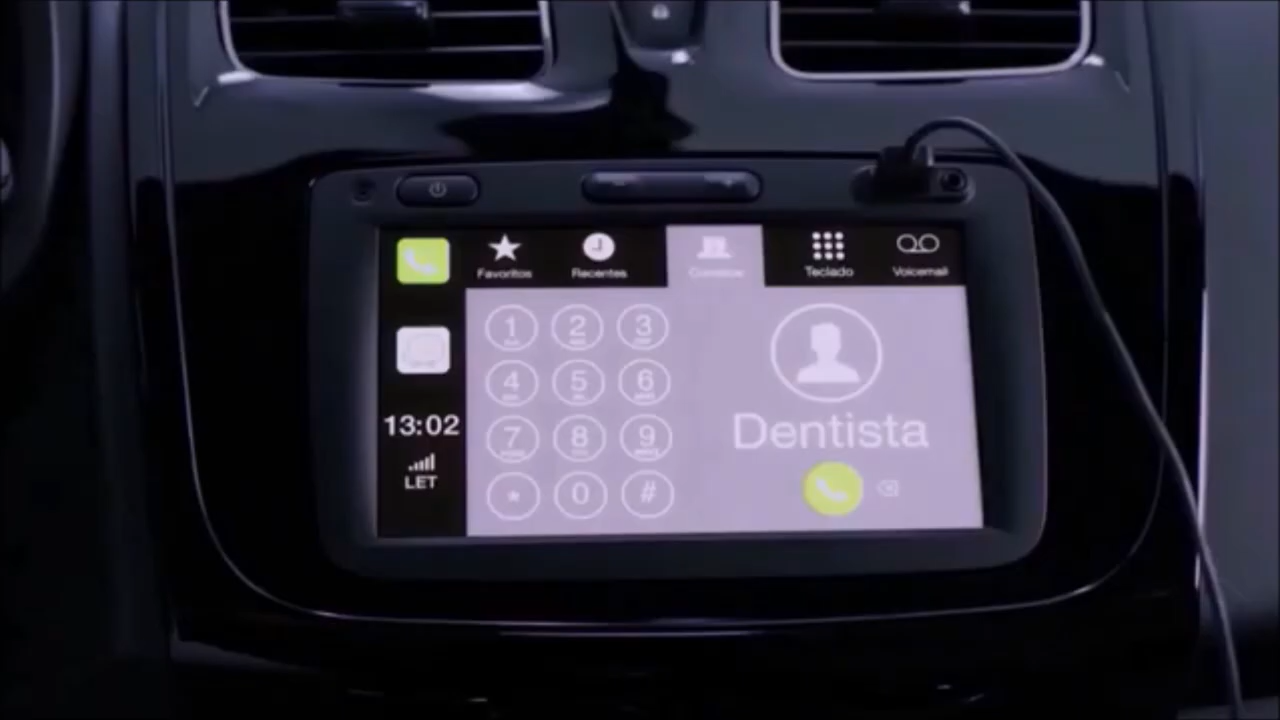 Favoritos
Recentes
Teclado
Voicemail
1 2 3
4 5 6
7 8 9
* 0 #
13:02
LET
Dentista